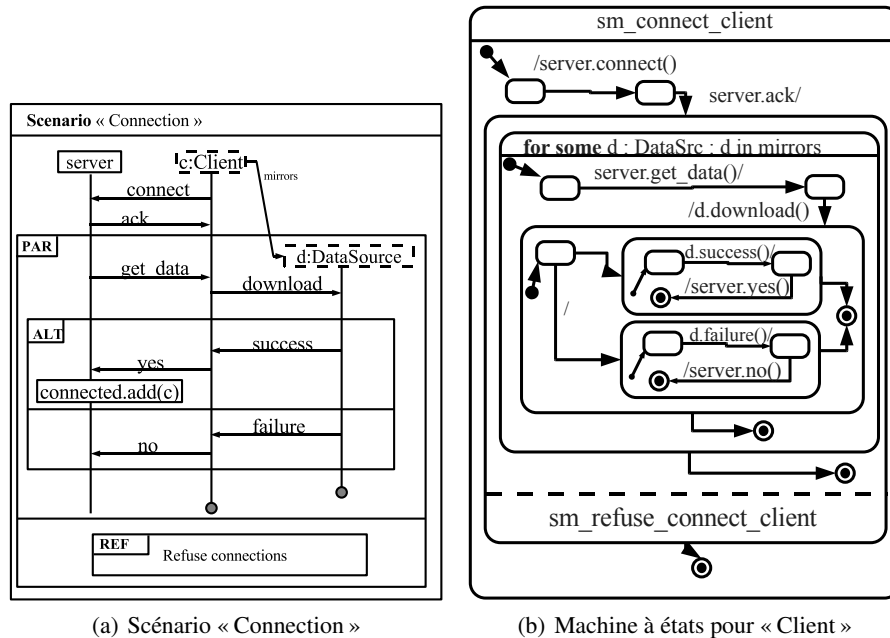 Scenario « Connection »
server
c:Client
mirrors
connect
ack
PAR
d:DataSource
get_data
download
ALT
success
yes
connected.add(c)
failure
no
REF
Refuse connections
(a) Scénario « Connection »
sm_connect_client
/server.connect()
server.ack/
for some d : DataSrc : d in mirrors
server.get_data()/
/d.download()
d.success()/
/server.yes()
/
d.failure()/
/server.no()
sm_refuse_connect_client
(b) Machine à états pour « Client »